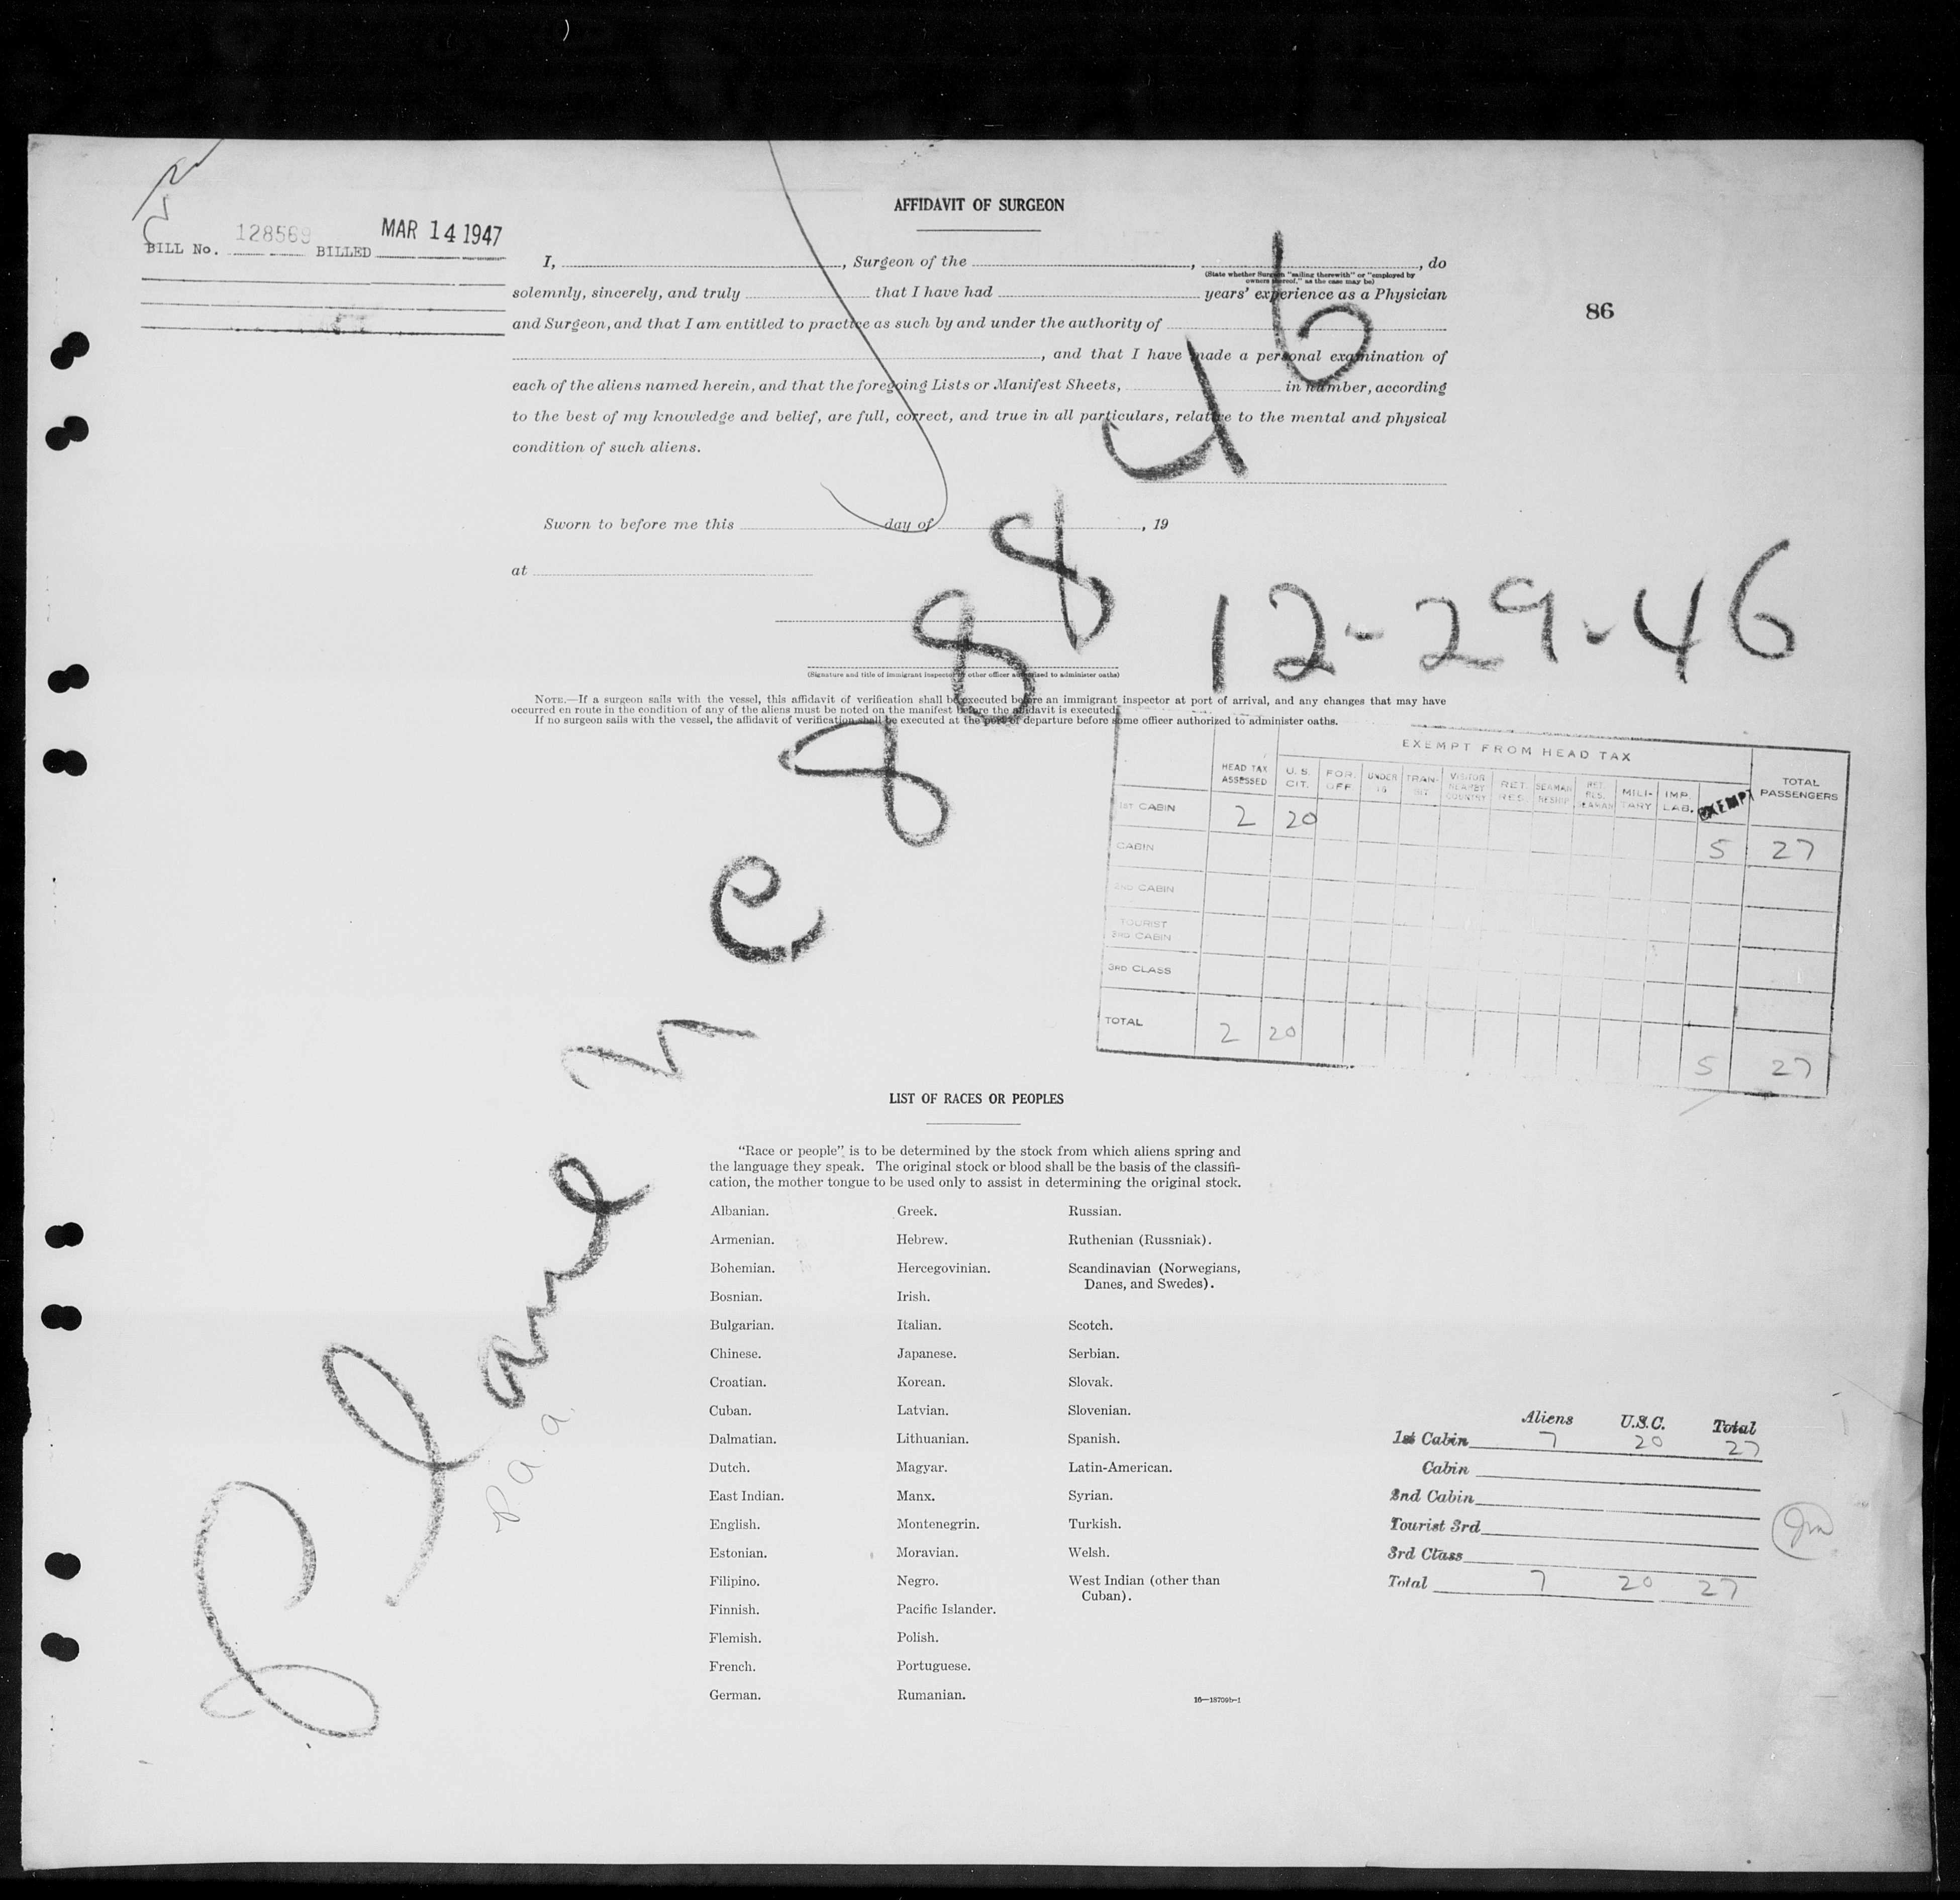 AFFIDAVIT OF SURGEON
BILL No. 128569 BILLED MAR 14 1947
I, , Surgeon of the , , do
(State whether Surgeon "sailing therewith" or "employed by
owners thereof," as the case may be)
solemnly, sincerely, and truly that I have had years' experience as a Physician
and Surgeon, and that I am entitled to practice as such by and under the authority of
86
, and that I have made a personal examination of
each of the aliens named herein, and that the foregoing Lists or Manifest Sheets, in number, according
to the best of my knowledge and belief, are full, correct, and true in all particulars, relative to the mental and physical
condition of such aliens.
Sworn to before me this day of , 19
at
Plane NC 88846
P.a.a.
12-29-46
(Signature and title of immigrant inspector or other officer authorized to administer oaths)
NOTE.—If a surgeon sails with the vessel, this affidavit of verification shall be executed before an immigrant inspector at port of arrival, and any changes that may have
occurred en route in the condition of any of the aliens must be noted on the manifest before the affidavit is executed.
If no surgeon sails with the vessel, the affidavit of verification shall be executed at the port of departure before some officer authorized to administer oaths.
EXEMPT FROM HEAD TAX
HEAD TAX ASSESSED U. S. CIT. FOR. OFF. UNDER 16 TRAN-SIT VISITOR NEARBY COUNTRY RET. RES. SEAMAN RET. RES. SEAMAN MILI-TARY IMP. LAB. EXEMPT TOTAL PASSENGERS
1ST CABIN 2 20 5 27
CABIN
2ND CABIN
TOURIST 3RD CABIN
3RD CLASS
TOTAL 2 20 5 27
LIST OF RACES OR PEOPLES
"Race or people" is to be determined by the stock from which aliens spring and
the language they speak. The original stock or blood shall be the basis of the classifi-
cation, the mother tongue to be used only to assist in determining the original stock.
Albanian.
Armenian.
Bohemian.
Bosnian.
Bulgarian.
Chinese.
Croatian.
Cuban.
Dalmatian.
Dutch.
East Indian.
English.
Estonian.
Filipino.
Finnish.
Flemish.
French.
German.
Greek.
Hebrew.
Hercegovinian.
Irish.
Italian.
Japanese.
Korean.
Latvian.
Lithuanian.
Magyar.
Manx.
Montenegrin.
Moravian.
Negro.
Pacific Islander.
Polish.
Portuguese.
Rumanian.
Russian.
Ruthenian (Russniak).
Scandinavian (Norwegians,
Danes, and Swedes).
Scotch.
Serbian.
Slovak.
Slovenian.
Spanish.
Latin-American.
Syrian.
Turkish.
Welsh.
West Indian (other than
Cuban).
16—18700b-1
Aliens U.S.C. Total
1st Cabin 7 20 27
Cabin
2nd Cabin
Tourist 3rd
3rd Class
Total 7 20 27